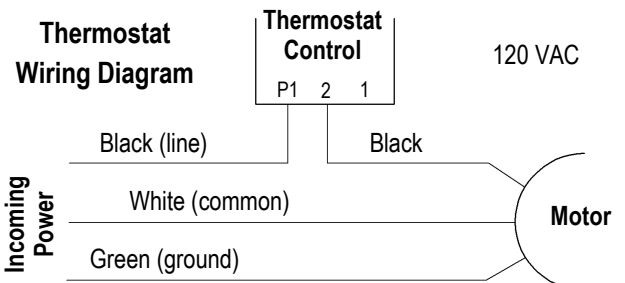 Thermostat
Wiring Diagram
Thermostat
Control
P1 2 1
120 VAC
Black (line)
Black
Incoming
Power
White (common)
Motor
Green (ground)